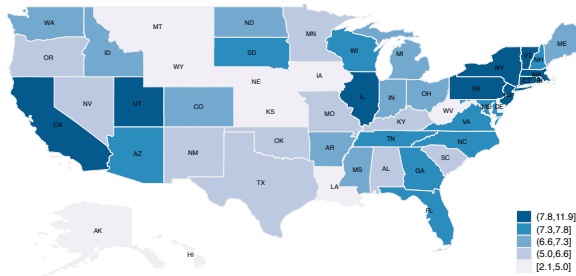 WA
MT
ND
MN
ME
OR
ID
SD
WI
MI
VT
NH
NY
WY
IA
NE
PA
NV
UT
CO
KS
IL
IN
OH
CA
MO
KY
WV
VA
MD
DE
AZ
NM
OK
AR
TN
NC
TX
MS
AL
GA
SC
LA
FL
AK
HI
(7.8,11.9]
(7.3,7.8]
(6.6,7.3]
(5.0,6.6]
[2.1,5.0]